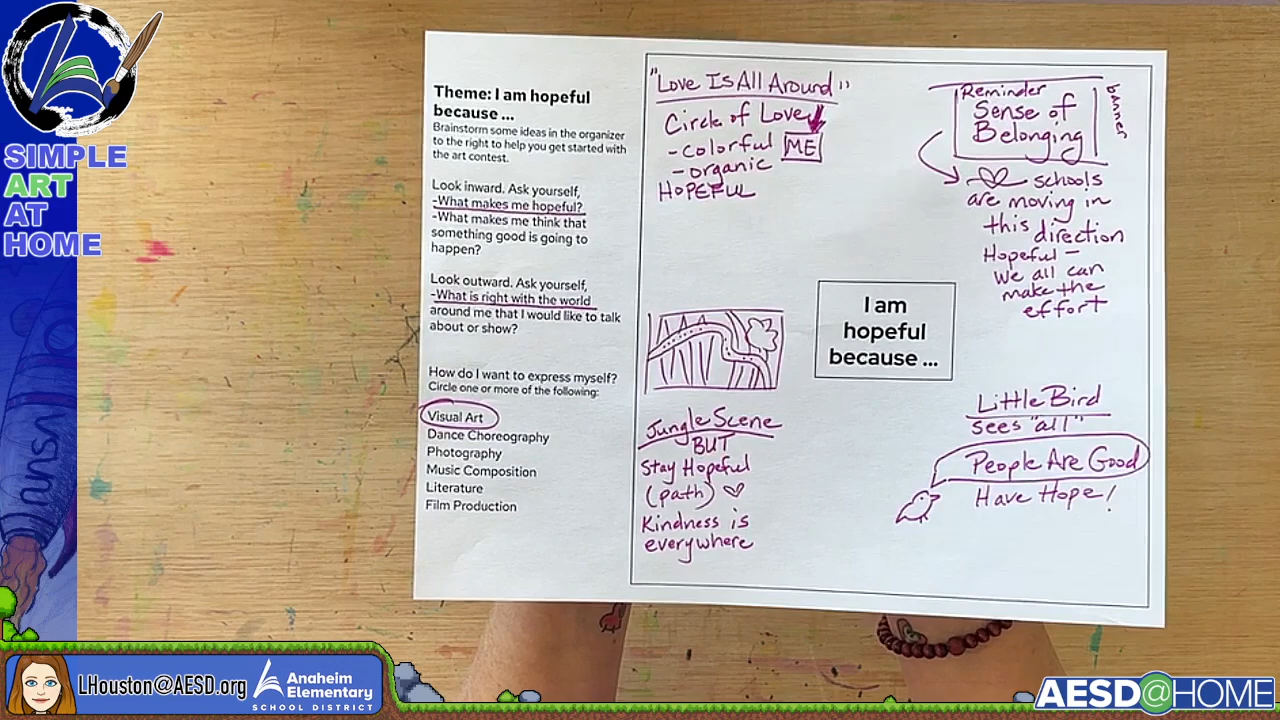 SIMPLE
ART
AT
HOME
Theme: I am hopeful
because ...
Brainstorm some ideas in the organizer
to the right to help you get started with
the art contest.
Look inward. Ask yourself,
-What makes me hopeful?
-What makes me think that
something good is going to
happen?
Look outward. Ask yourself,
-What is right with the world
around me that I would like to talk
about or show?
How do I want to express myself?
Circle one or more of the following:
Visual Art
Dance Choreography
Photography
Music Composition
Literature
Film Production
"Love Is All Around"
Circle of Love
-colorful ME
-organic
HOPEFUL
Reminder
Sense of
Belonging
banner
schools
are moving in
this direction
Hopeful -
we all can
make the
effort
I am
hopeful
because ...
Jungle Scene
BUT
Stay Hopeful
(path) ♡
Kindness is
everywhere
Little Bird
sees "all"
People Are Good
Have Hope!
LHouston@AESD.org
Anaheim
Elementary
SCHOOL DISTRICT
AESD@HOME